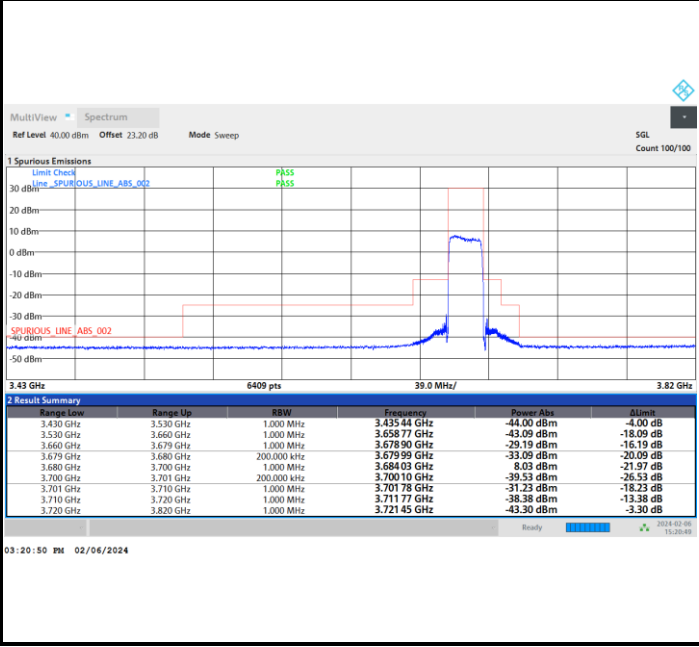 MultiView Spectrum
Ref Level 40.00 dBm Offset 23.20 dB Mode Sweep SGL
Count 100/100
1 Spurious Emissions
Limit Check PASS
Line _SPURIOUS_LINE_ABS_002 PASS
30 dBm
20 dBm
10 dBm
0 dBm
-10 dBm
-20 dBm
-30 dBm
SPURIOUS_LINE_ABS_002
-40 dBm
-50 dBm
3.43 GHz 6409 pts 39.0 MHz/ 3.82 GHz
2 Result Summary
Range Low Range Up RBW Frequency Power Abs ΔLimit
3.430 GHz 3.530 GHz 1.000 MHz 3.435 44 GHz -44.00 dBm -4.00 dB
3.530 GHz 3.660 GHz 1.000 MHz 3.658 77 GHz -43.09 dBm -18.09 dB
3.660 GHz 3.679 GHz 1.000 MHz 3.678 90 GHz -29.19 dBm -16.19 dB
3.679 GHz 3.680 GHz 200.000 kHz 3.679 99 GHz -33.09 dBm -20.09 dB
3.680 GHz 3.700 GHz 1.000 MHz 3.684 03 GHz 8.03 dBm -21.97 dB
3.700 GHz 3.701 GHz 200.000 kHz 3.700 10 GHz -39.53 dBm -26.53 dB
3.701 GHz 3.710 GHz 1.000 MHz 3.701 78 GHz -31.23 dBm -18.23 dB
3.710 GHz 3.720 GHz 1.000 MHz 3.711 77 GHz -38.38 dBm -13.38 dB
3.720 GHz 3.820 GHz 1.000 MHz 3.721 45 GHz -43.30 dBm -3.30 dB
Ready 2024-02-06
15:20:49
03:20:50 PM 02/06/2024